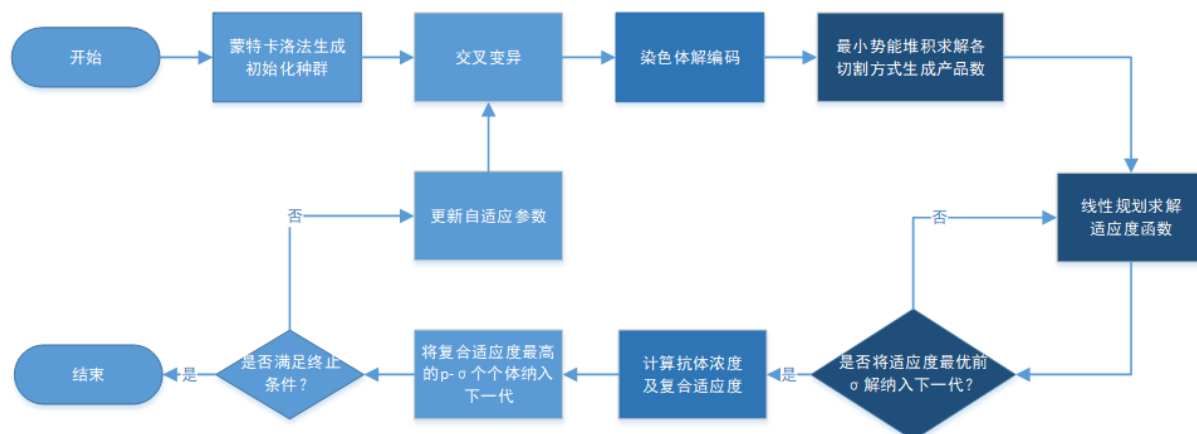 开始
蒙特卡洛法生成
初始化种群
交叉变异
染色体解编码
最小势能堆积求解各
切割方式生成产品数
线性规划求解
适应度函数
否
是否将适应度最优前
σ解纳入下一代？
是
计算抗体浓度
及复合适应度
将复合适应度最高
的p-σ个个体纳入
下一代
是否满足终止
条件？
否
更新自适应参数
是
结束